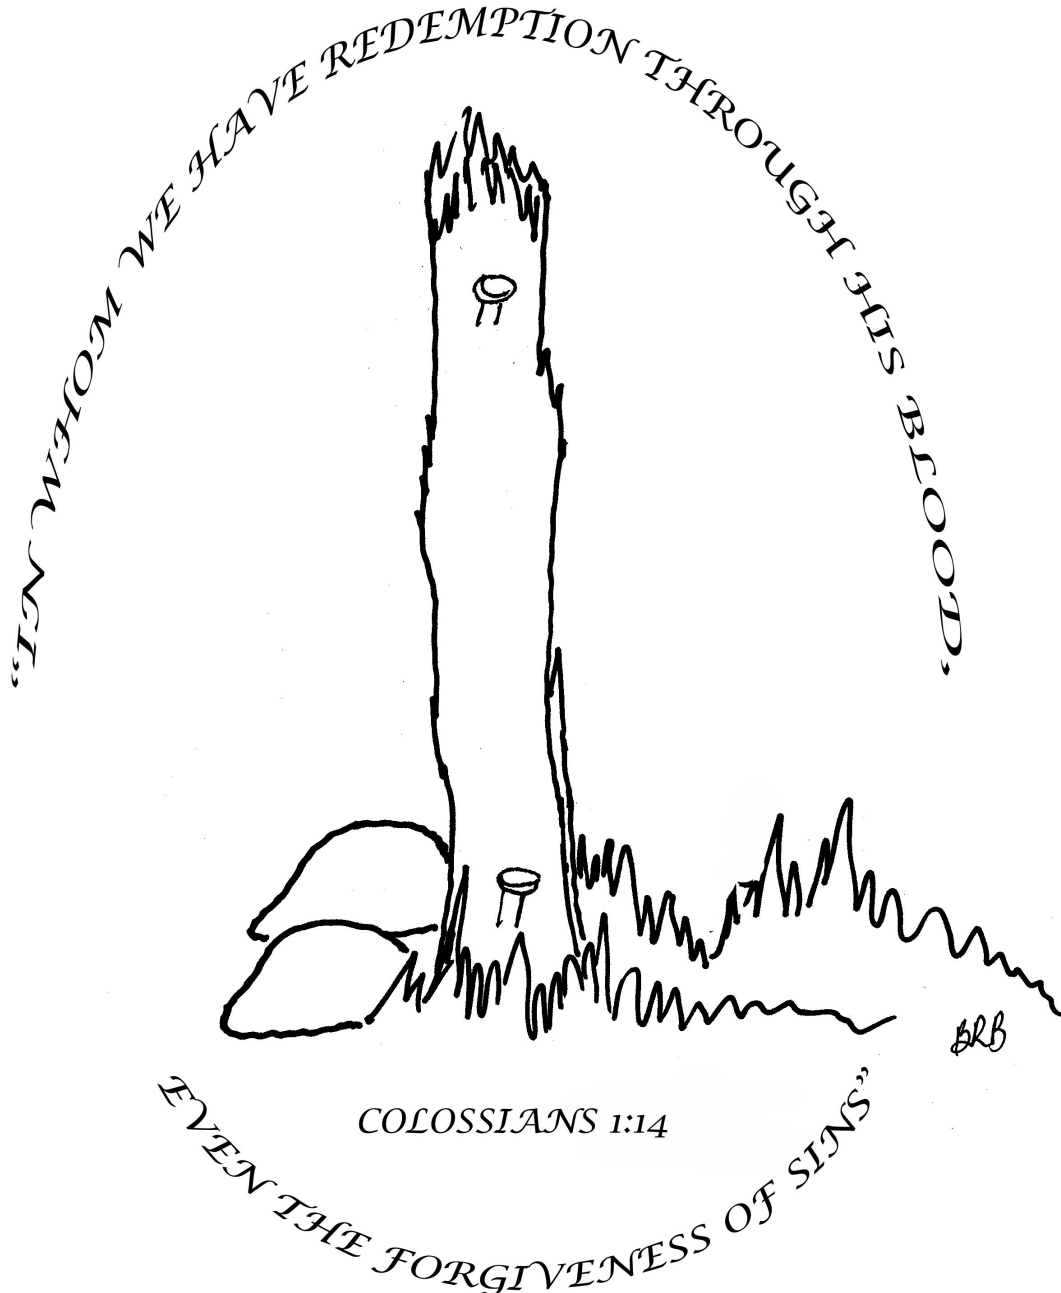 “IN WHOM WE HAVE REDEMPTION THROUGH HIS BLOOD,
BRB
COLOSSIANS 1:14
EVEN THE FORGIVENESS OF SINS”